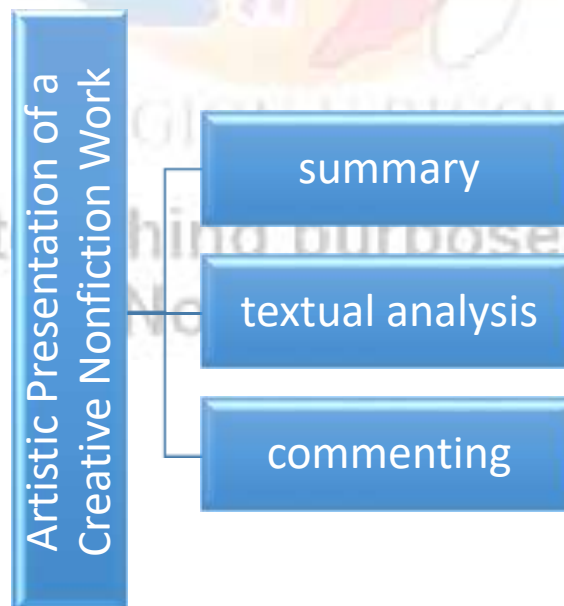 Artistic Presentation of a
Creative Nonfiction Work
summary
textual analysis
commenting